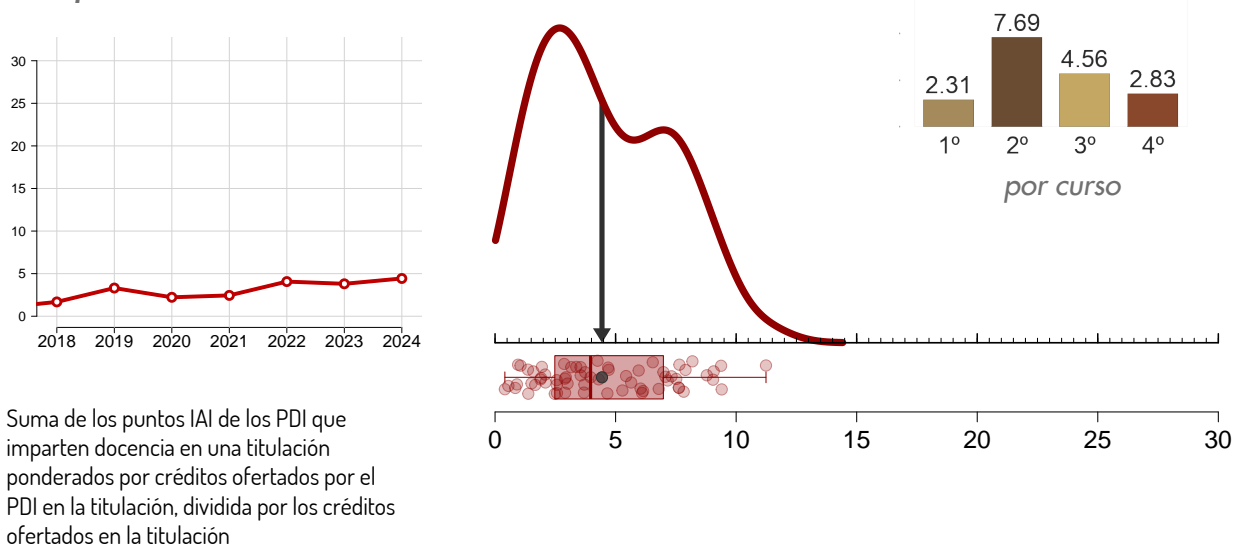 30
25
20
15
10
5
0
2018 2019 2020 2021 2022 2023 2024
Suma de los puntos IAI de los PDI que
imparten docencia en una titulación
ponderados por créditos ofertados por el
PDI en la titulación, dividida por los créditos
ofertados en la titulación
0 5 10 15 20 25 30
2.31 7.69 4.56 2.83
1º 2º 3º 4º
por curso